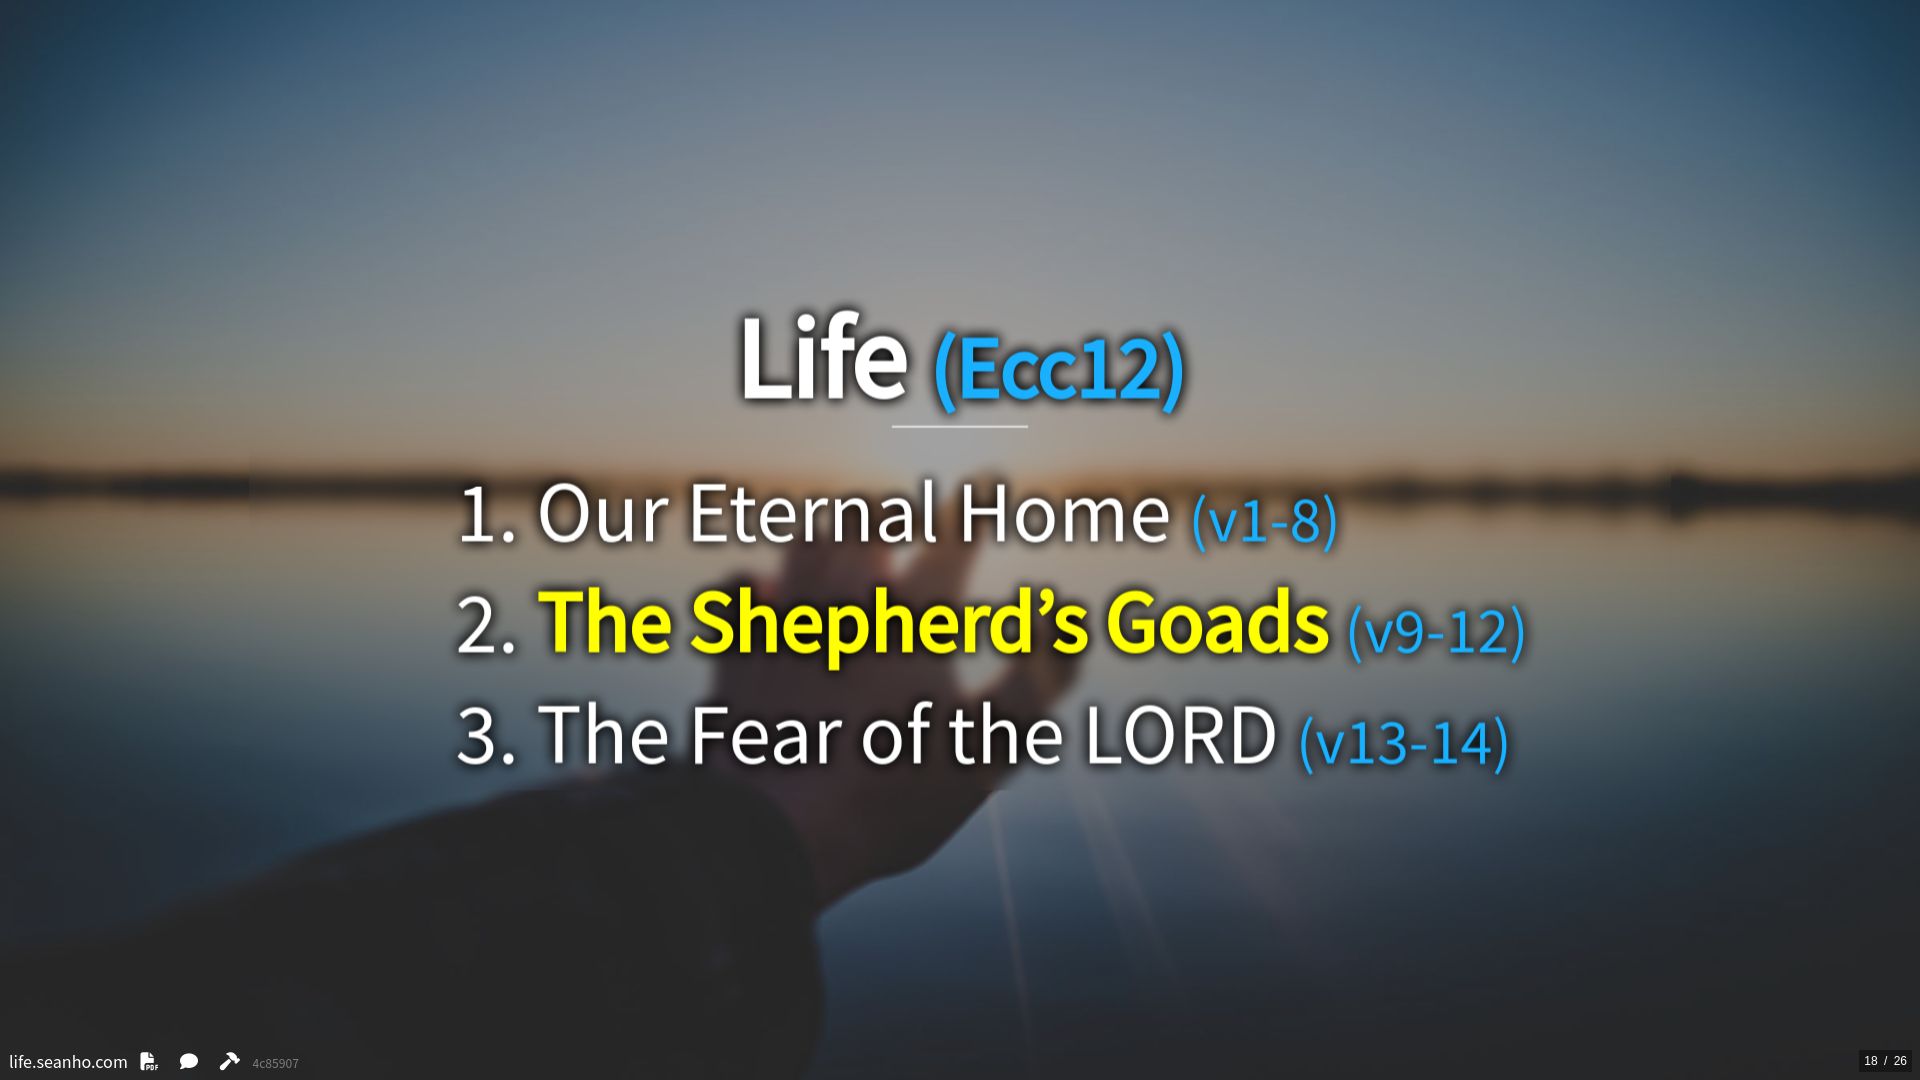 Life (Ecc12)
1. Our Eternal Home (v1-8)
2. The Shepherd’s Goads (v9-12)
3. The Fear of the LORD (v13-14)
life.seanho.com PDF 4c85907
18 / 26